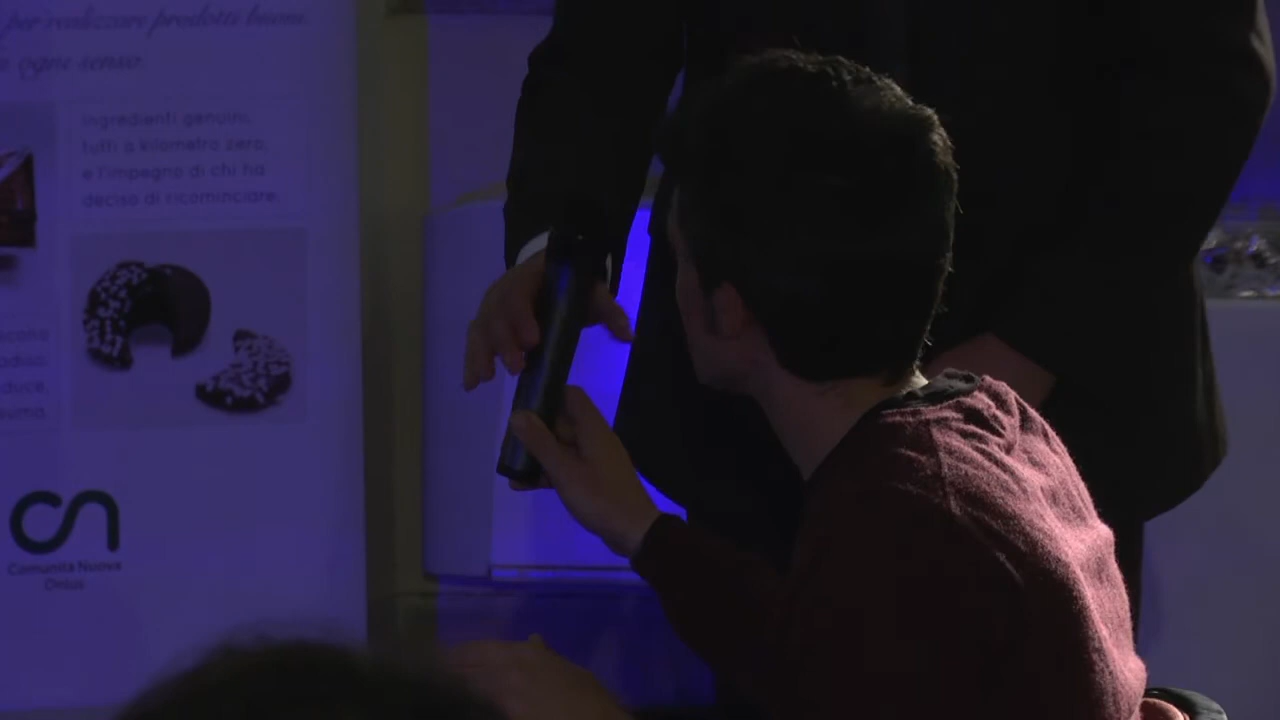 per realizzare prodotti buoni
ogni senso.
Ingredienti genuini,
tutti a kilometro zero,
e l'impegno di chi ha
deciso di ricominciare.
duce,
Comunità Nuova
Onlus